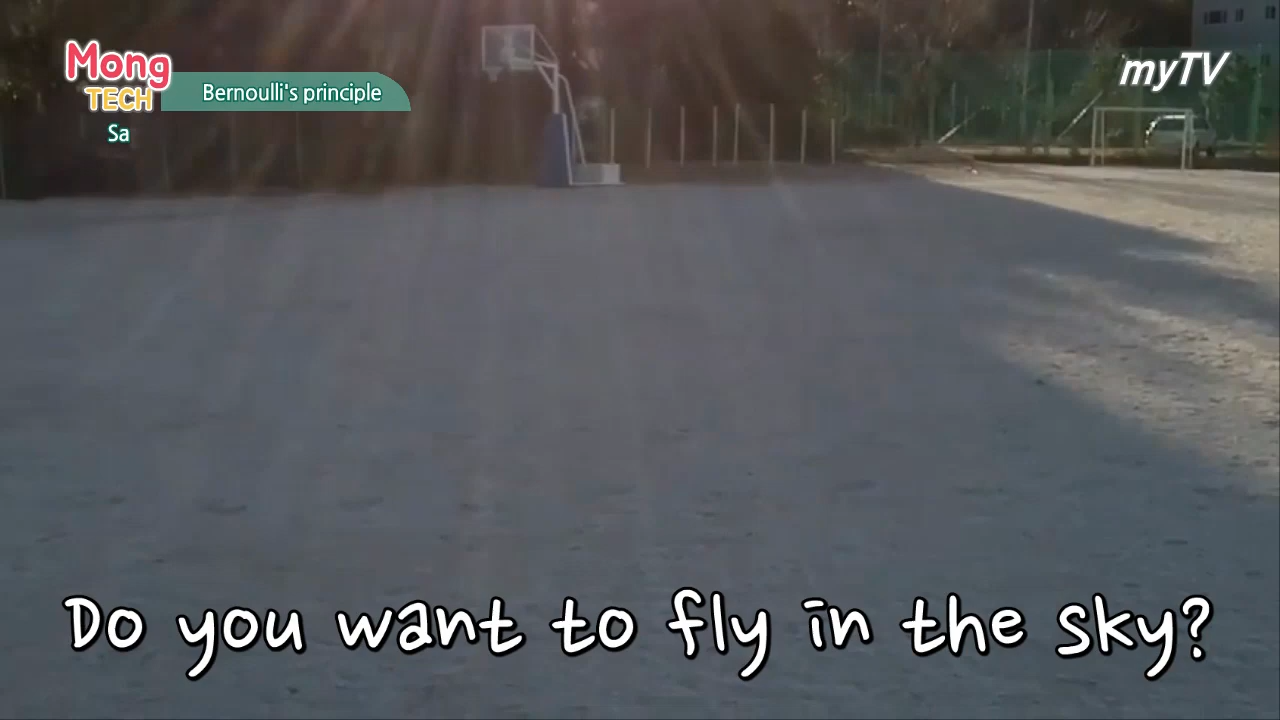 Mong
TECH
Bernoulli's principle
Sa
myTV
Do you want to fly in the sky?